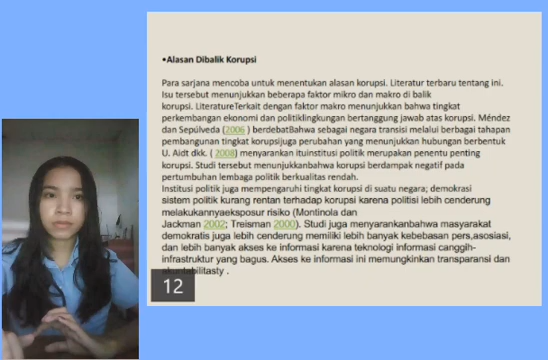 •Alasan Dibalik Korupsi
Para sarjana mencoba untuk menentukan alasan korupsi. Literatur terbaru tentang ini.
Isu tersebut menunjukkan beberapa faktor mikro dan makro di balik
korupsi. LiteratureTerkait dengan faktor makro menunjukkan bahwa tingkat
perkembangan ekonomi dan politiklingkungan bertanggung jawab atas korupsi. Méndez
dan Sepúlveda (2006 ) berdebatBahwa sebagai negara transisi melalui berbagai tahapan
pembangunan tingkat korupsijuga perubahan yang menunjukkan hubungan berbentuk
U. Aidt dkk. ( 2008) menyarankan ituinstitusi politik merupakan penentu penting
korupsi. Studi tersebut menunjukkanbahwa korupsi berdampak negatif pada
pertumbuhan lembaga politik berkualitas rendah.
Institusi politik juga mempengaruhi tingkat korupsi di suatu negara; demokrasi
sistem politik kurang rentan terhadap korupsi karena politisi lebih cenderung
melakukannyaeksposur risiko (Montinola dan
Jackman 2002; Treisman 2000). Studi juga menyarankanbahwa masyarakat
demokratis juga lebih cenderung memiliki lebih banyak kebebasan pers,asosiasi,
dan lebih banyak akses ke informasi karena teknologi informasi canggih-
infrastruktur yang bagus. Akses ke informasi ini memungkinkan transparansi dan
akuntabilitasty .
12